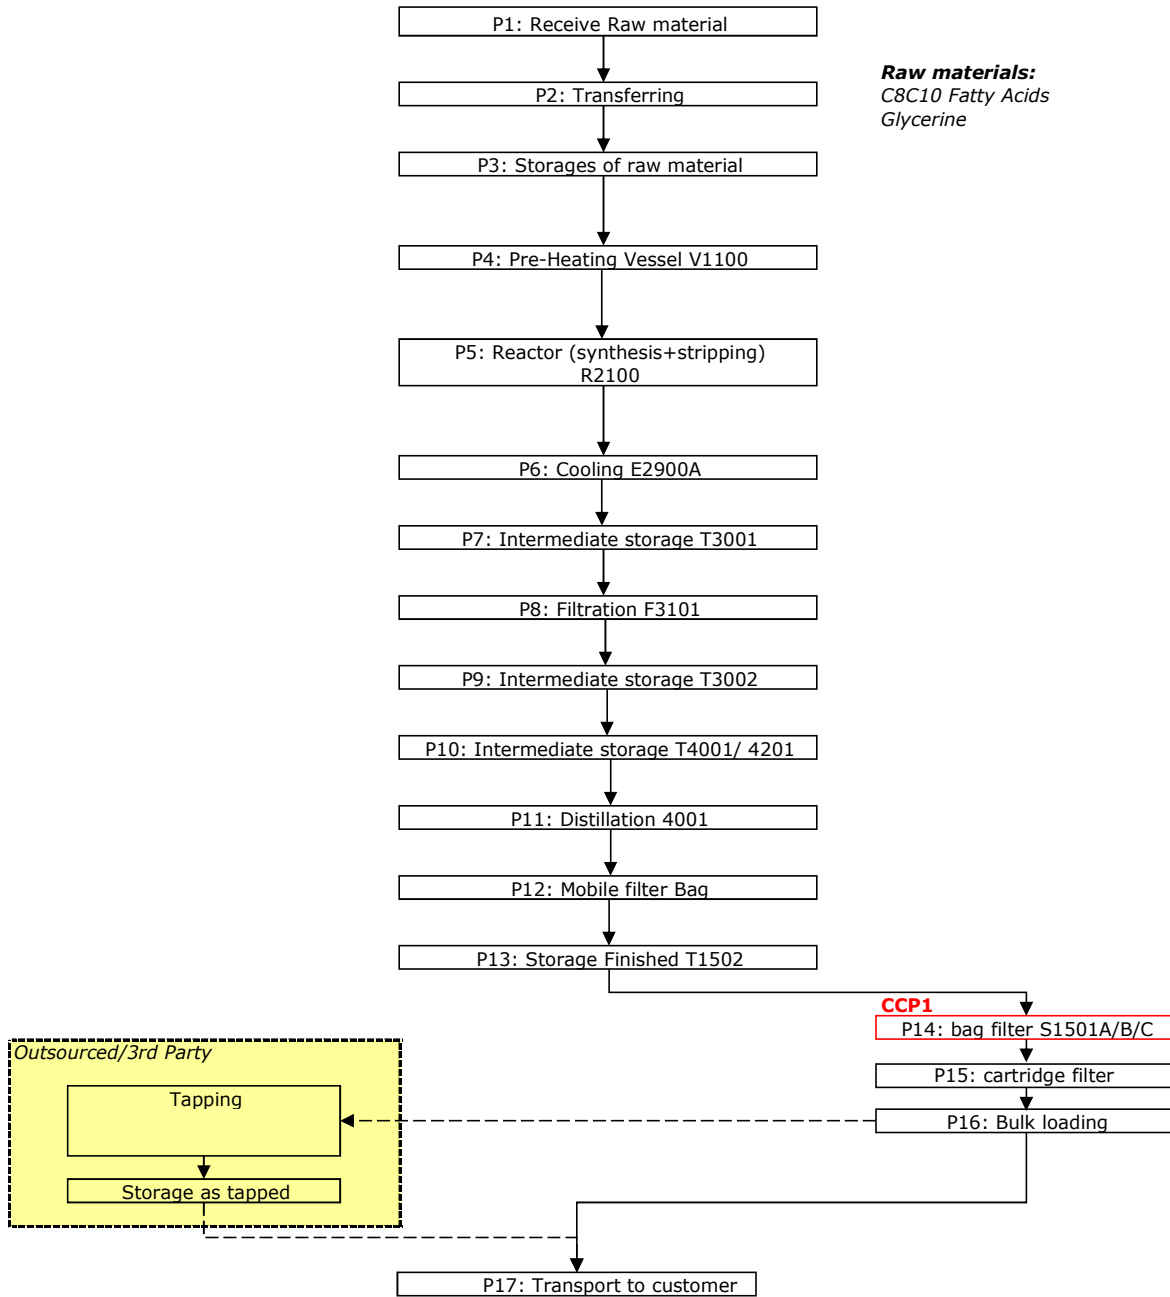 P1: Receive Raw material
Raw materials:
C8C10 Fatty Acids
Glycerine
P2: Transferring
P3: Storages of raw material
P4: Pre-Heating Vessel V1100
P5: Reactor (synthesis+stripping)
R2100
P6: Cooling E2900A
P7: Intermediate storage T3001
P8: Filtration F3101
P9: Intermediate storage T3002
P10: Intermediate storage T4001/ 4201
P11: Distillation 4001
P12: Mobile filter Bag
P13: Storage Finished T1502
CCP1
P14: bag filter S1501A/B/C
P15: cartridge filter
P16: Bulk loading
Outsourced/3rd Party
Tapping
Storage as tapped
P17: Transport to customer